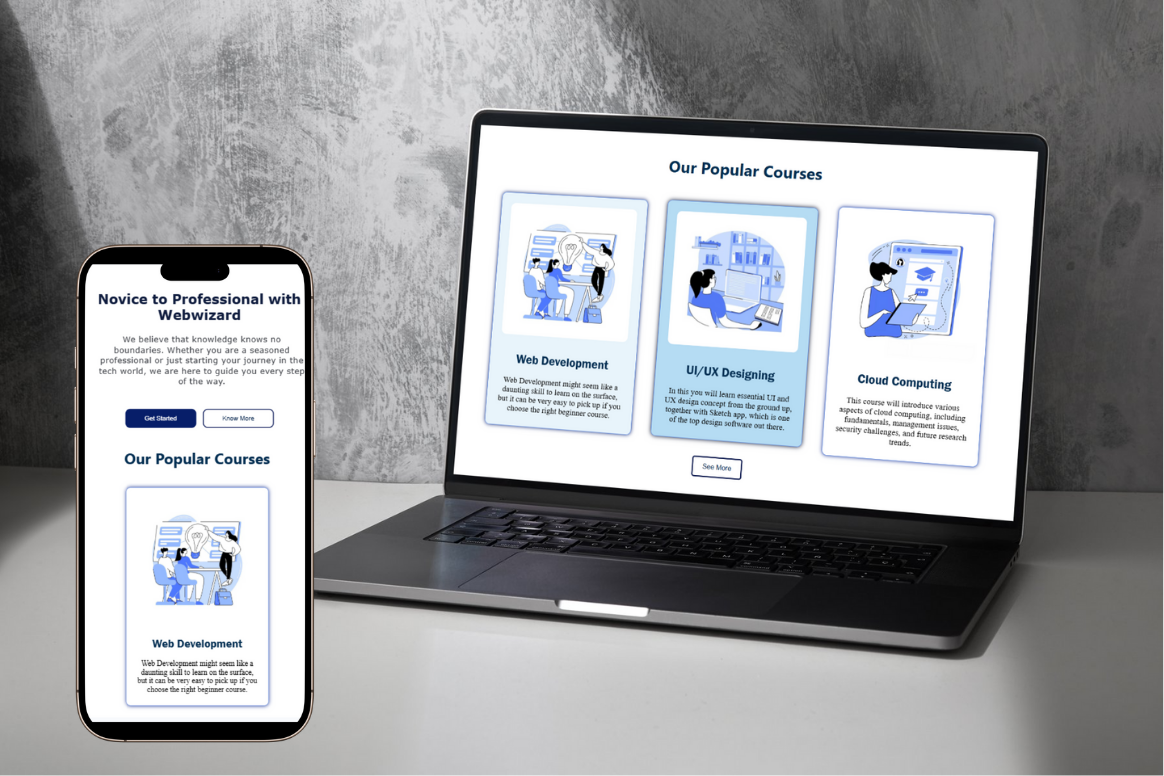 Novice to Professional with
Webwizard
We believe that knowledge knows no
boundaries. Whether you are a seasoned
professional or just starting your journey in the
tech world, we are here to guide you every step
of the way.
Get Started
Know More
Our Popular Courses
Web Development
Web Development might seem like a
daunting skill to learn on the surface,
but it can be very easy to pick up if you
choose the right beginner course.
Our Popular Courses
Web Development
Web Development might seem like a
daunting skill to learn on the surface,
but it can be very easy to pick up if you
choose the right beginner course.
UI/UX Designing
In this you will learn essential UI and
UX design concept from the ground up,
together with Sketch app, which is one
of the top design software out there.
Cloud Computing
This course will introduce various
aspects of cloud computing, including
fundamentals, management issues,
security challenges, and future research
trends.
See More